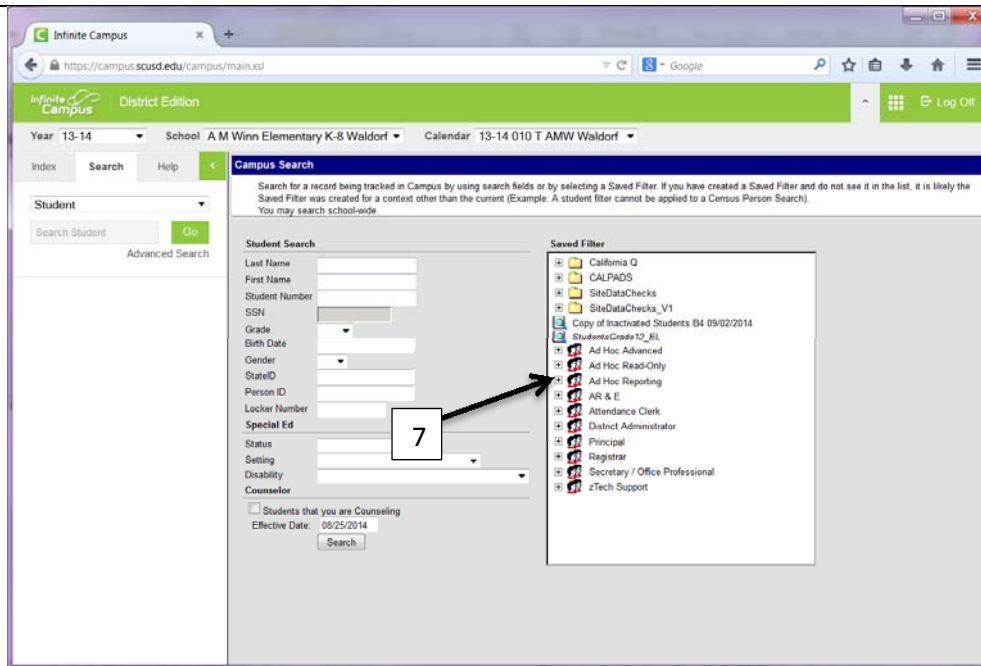 Infinite Campus
https://campus.scusd.edu/campus/main.xsl
Google
Infinite Campus District Edition Log Off
Year 13-14 School A M Winn Elementary K-8 Waldorf Calendar 13-14 010 T AMW Waldorf
Index Search Help
Student
Search Student Go
Advanced Search
Campus Search
Search for a record being tracked in Campus by using search fields or by selecting a Saved Filter. If you have created a Saved Filter and do not see it in the list, it is likely the
Saved Filter was created for a context other than the current (Example: A student filter cannot be applied to a Census Person Search).
You may search school-wide.
Student Search
Last Name
First Name
Student Number
SSN
Grade
Birth Date
Gender
StateID
Person ID
Locker Number
Special Ed
Status
Setting
Disability
Counselor
Students that you are Counseling
Effective Date: 08/25/2014
Search
7
Saved Filter
California Q
CALPADS
SiteDataChecks
SiteDataChecks_V1
Copy of Inactivated Students B4 09/02/2014
StudentsGrade12_EL
Ad Hoc Advanced
Ad Hoc Read-Only
Ad Hoc Reporting
AR & E
Attendance Clerk
District Administrator
Principal
Registrar
Secretary / Office Professional
zTech Support